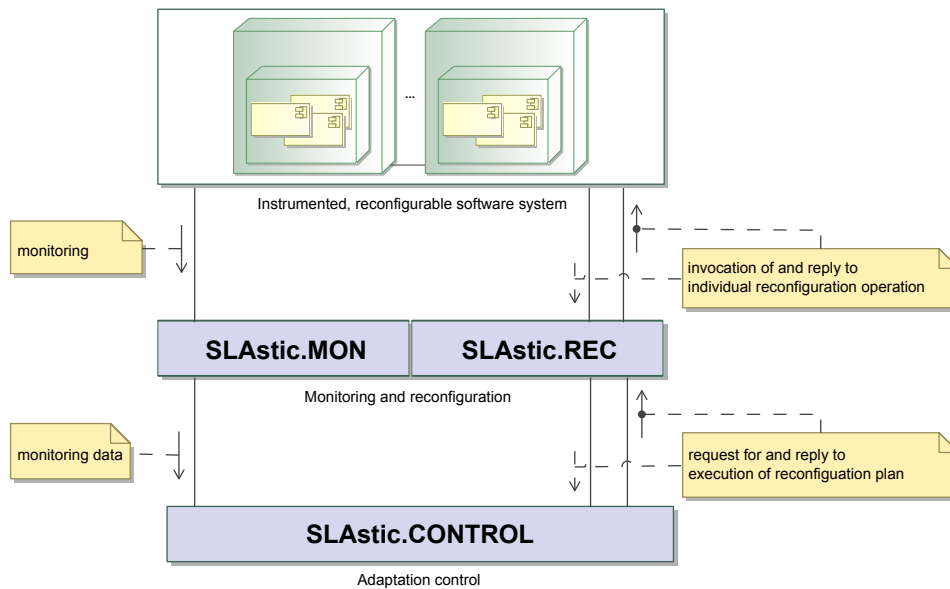 ...
Instrumented, reconfigurable software system
monitoring
invocation of and reply to
individual reconfiguration operation
SLAstic.MON
SLAstic.REC
Monitoring and reconfiguration
monitoring data
request for and reply to
execution of reconfiguation plan
SLAstic.CONTROL
Adaptation control